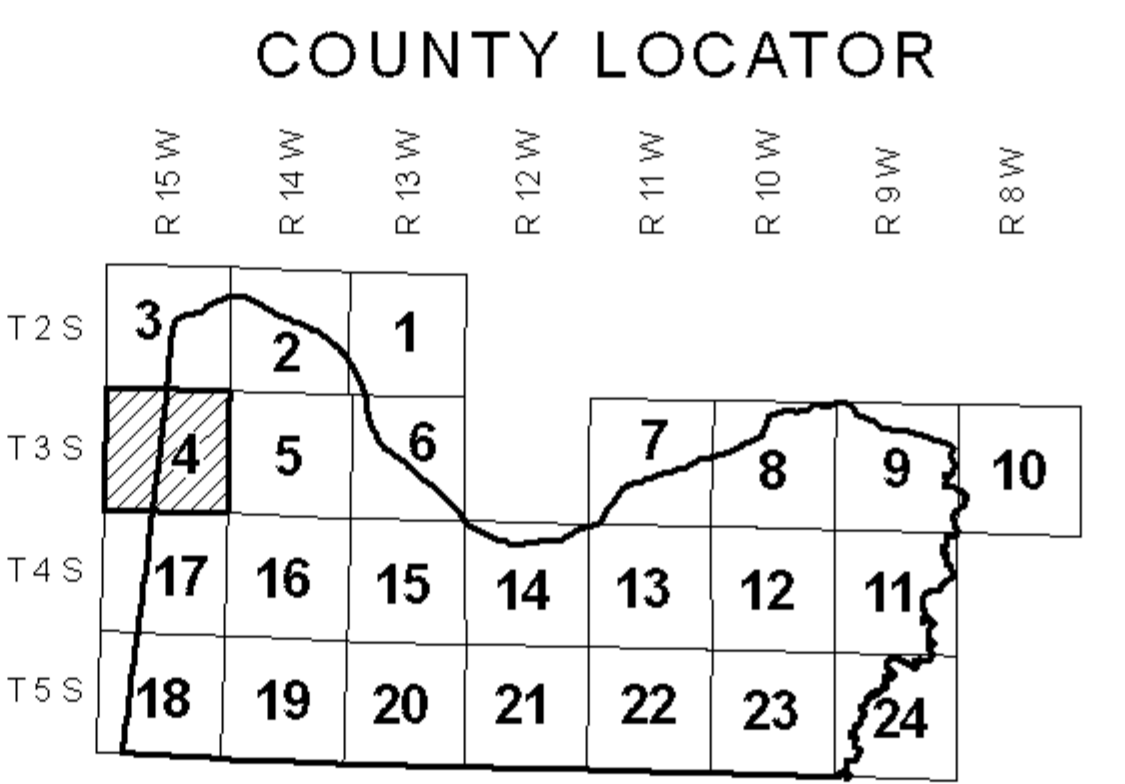 COUNTY LOCATOR
R 15 W R 14 W R 13 W R 12 W R 11 W R 10 W R 9 W R 8 W
T 2 S 3 2 1
T 3 S 4 5 6 7 8 9 10
T 4 S 17 16 15 14 13 12 11
T 5 S 18 19 20 21 22 23 24